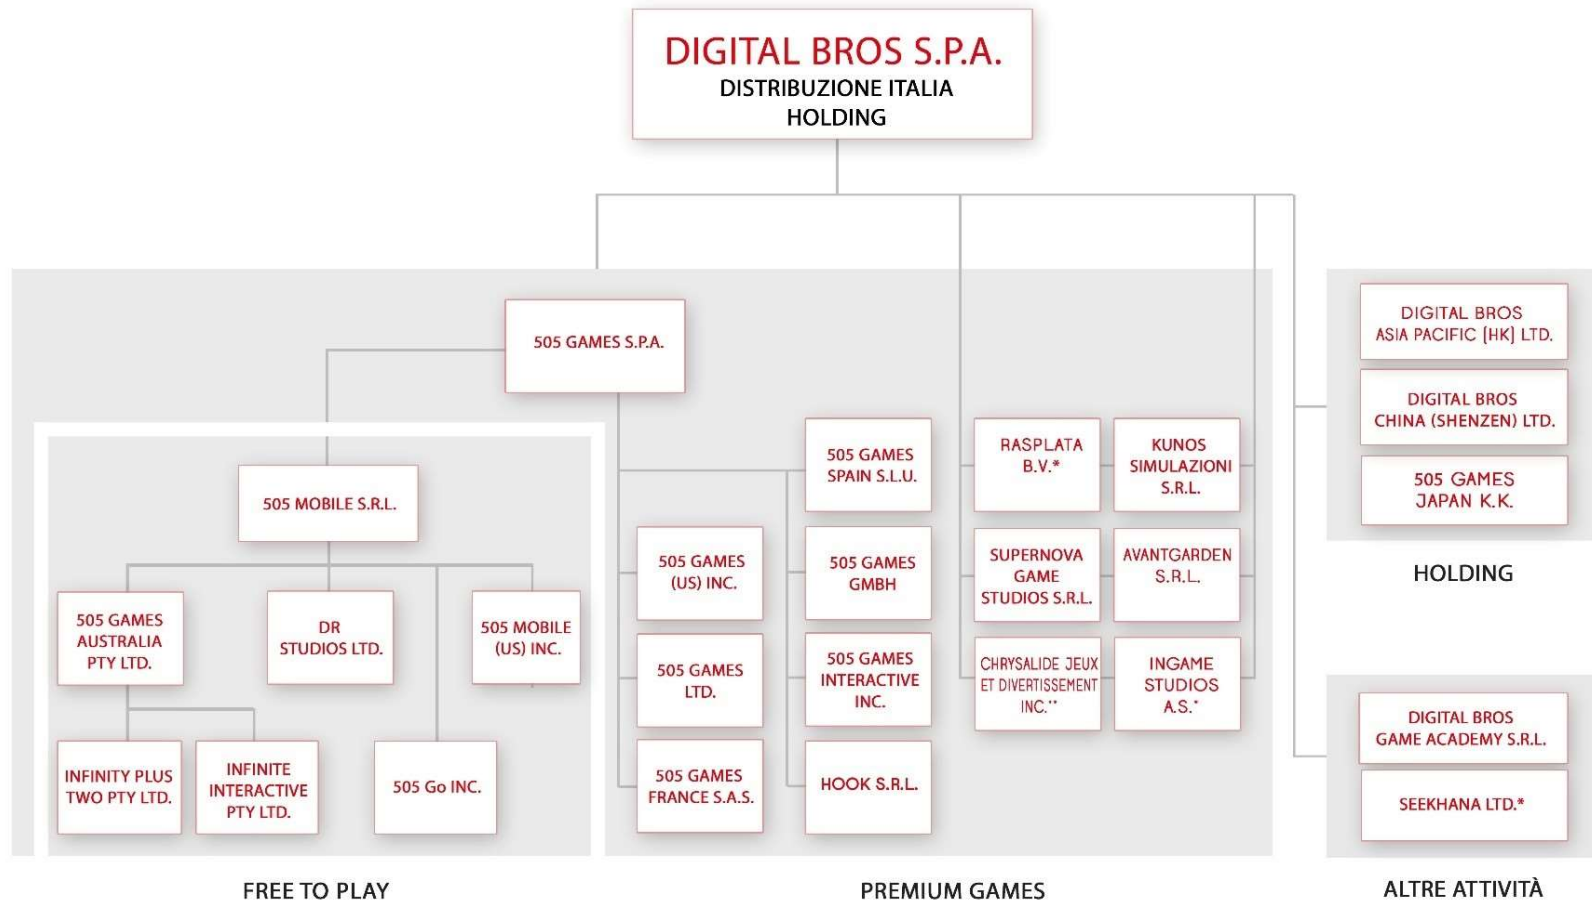 DIGITAL BROS S.P.A.
DISTRIBUZIONE ITALIA
HOLDING
505 GAMES S.P.A.
505 MOBILE S.R.L.
505 GAMES
AUSTRALIA
PTY LTD.
DR
STUDIOS LTD.
505 MOBILE
(US) INC.
INFINITY PLUS
TWO PTY LTD.
INFINITE
INTERACTIVE
PTY LTD.
505 Go INC.
FREE TO PLAY
505 GAMES
(US) INC.
505 GAMES
LTD.
505 GAMES
FRANCE S.A.S.
505 GAMES
SPAIN S.L.U.
505 GAMES
GMBH
505 GAMES
INTERACTIVE
INC.
HOOK S.R.L.
RASPLATA
B.V.*
SUPERNOVA
GAME
STUDIOS S.R.L.
CHRYSALIDE JEUX
ET DIVERTISSEMENT
INC.**
KUNOS
SIMULAZIONI
S.R.L.
AVANTGARDEN
S.R.L.
INGAME
STUDIOS
A.S.*
PREMIUM GAMES
DIGITAL BROS
ASIA PACIFIC (HK) LTD.
DIGITAL BROS
CHINA (SHENZEN) LTD.
505 GAMES
JAPAN K.K.
HOLDING
DIGITAL BROS
GAME ACADEMY S.R.L.
SEEKHANA LTD.*
ALTRE ATTIVITÀ